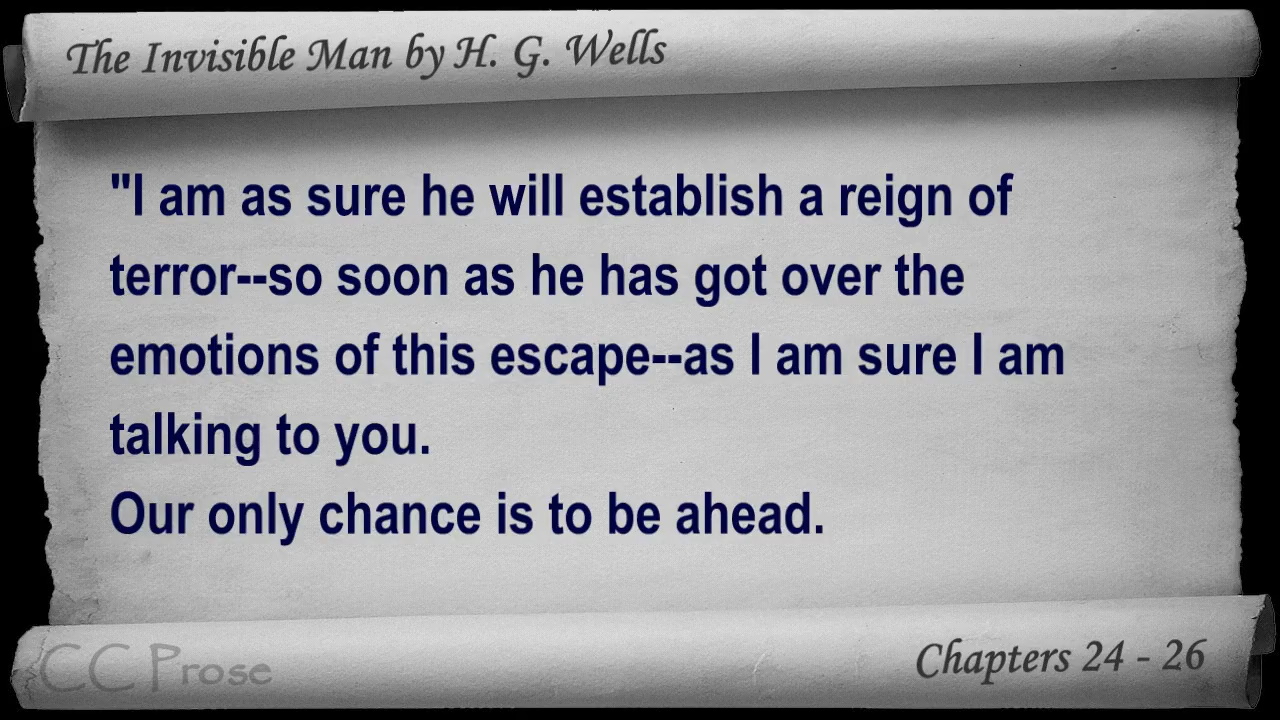 The Invisible Man by H. G. Wells
"I am as sure he will establish a reign of
terror--so soon as he has got over the
emotions of this escape--as I am sure I am
talking to you.
Our only chance is to be ahead.
CC Prose
Chapters 24 - 26